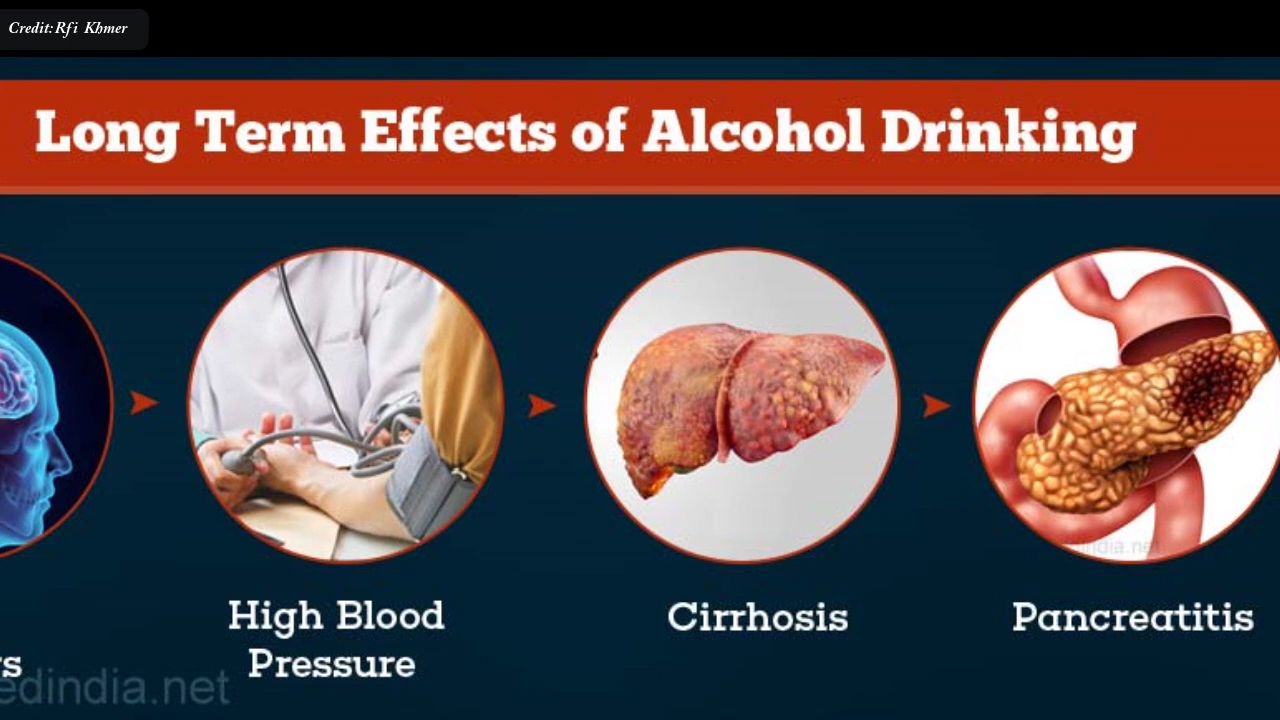 Credit:Rfi Khmer
Long Term Effects of Alcohol Drinking
High Blood
Pressure
Cirrhosis
Pancreatitis
edindia.net